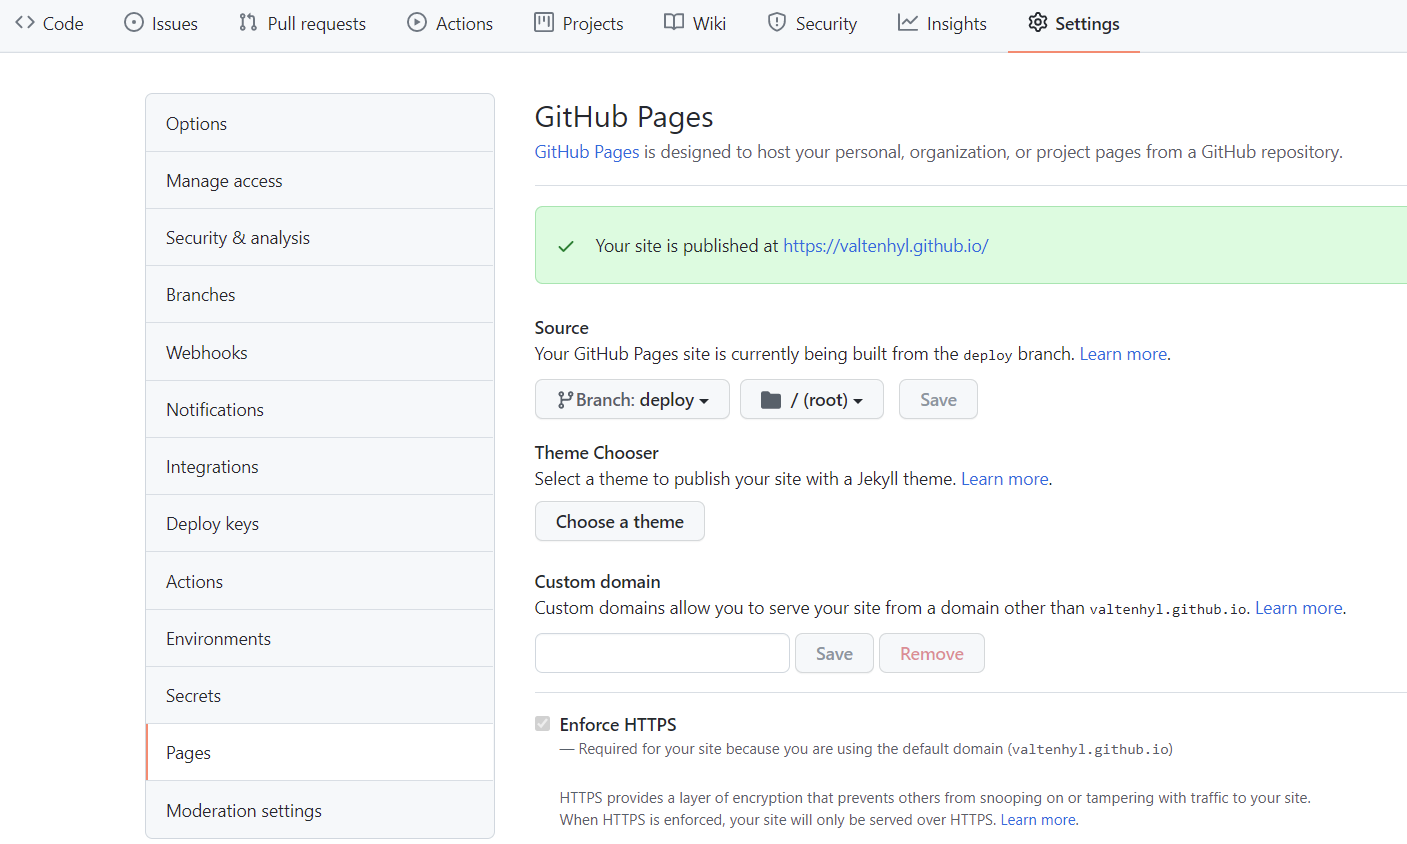 Code Issues Pull requests Actions Projects Wiki Security Insights Settings
Options
Manage access
Security & analysis
Branches
Webhooks
Notifications
Integrations
Deploy keys
Actions
Environments
Secrets
Pages
Moderation settings
GitHub Pages
GitHub Pages is designed to host your personal, organization, or project pages from a GitHub repository.
Your site is published at https://valtenhyl.github.io/
Source
Your GitHub Pages site is currently being built from the deploy branch. Learn more.
Branch: deploy / (root) Save
Theme Chooser
Select a theme to publish your site with a Jekyll theme. Learn more.
Choose a theme
Custom domain
Custom domains allow you to serve your site from a domain other than valtenhyl.github.io. Learn more.
Save Remove
Enforce HTTPS
— Required for your site because you are using the default domain (valtenhyl.github.io)
HTTPS provides a layer of encryption that prevents others from snooping on or tampering with traffic to your site.
When HTTPS is enforced, your site will only be served over HTTPS. Learn more.